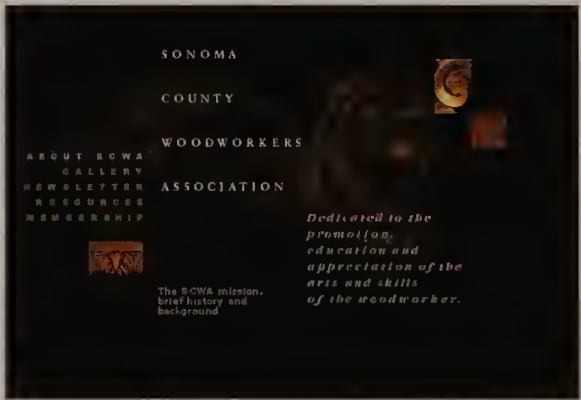 SONOMA
COUNTY
WOODWORKERS
ASSOCIATION
ABOUT SCWA
GALLERY
NEWSLETTER
RESOURCES
MEMBERSHIP
The SCWA mission,
brief history and
background
Dedicated to the
promotion,
education and
appreciation of the
arts and skills
of the woodworker.